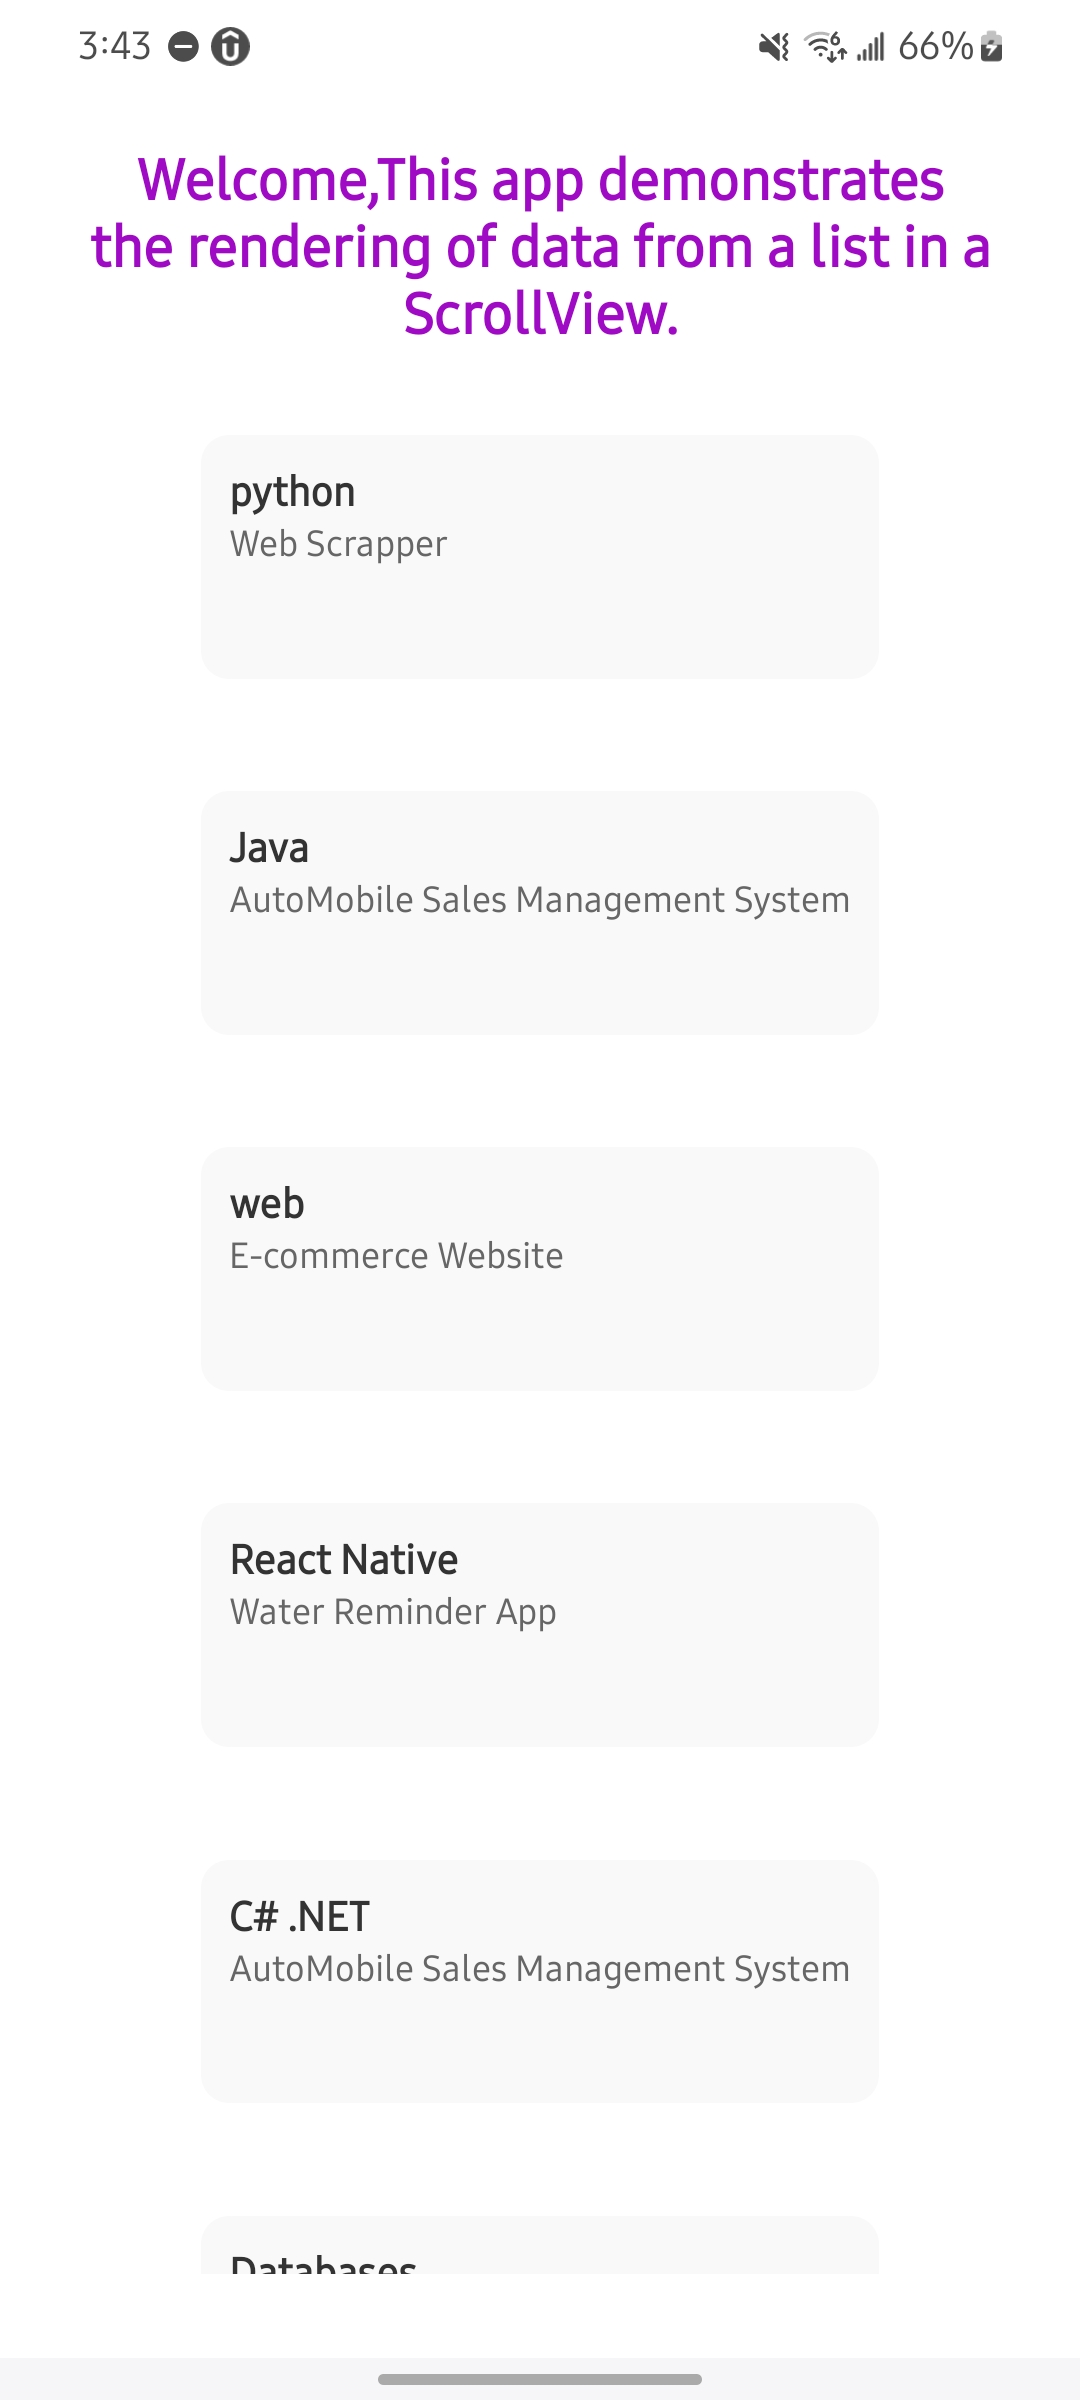 3:43
66%
Welcome,This app demonstrates
the rendering of data from a list in a
ScrollView.
python
Web Scrapper
Java
AutoMobile Sales Management System
web
E-commerce Website
React Native
Water Reminder App
C# .NET
AutoMobile Sales Management System
Databases